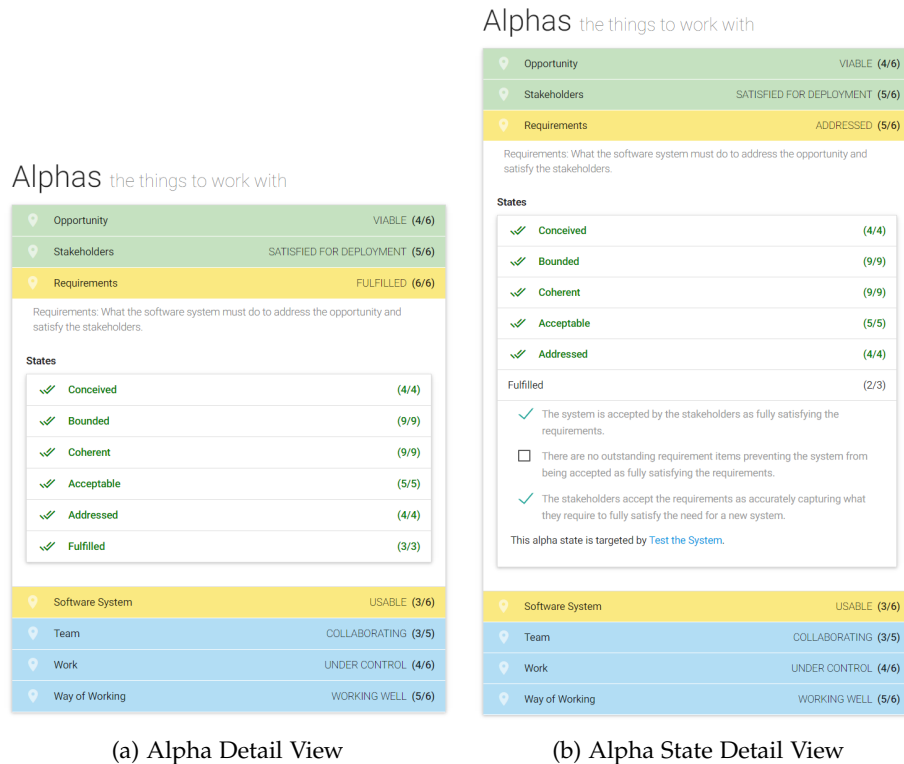 Alphas the things to work with
Opportunity VIABLE (4/6)
Stakeholders SATISFIED FOR DEPLOYMENT (5/6)
Requirements FULFILLED (6/6)
Requirements: What the software system must do to address the opportunity and
satisfy the stakeholders.
States
Conceived (4/4)
Bounded (9/9)
Coherent (9/9)
Acceptable (5/5)
Addressed (4/4)
Fulfilled (3/3)
Software System USABLE (3/6)
Team COLLABORATING (3/5)
Work UNDER CONTROL (4/6)
Way of Working WORKING WELL (5/6)
(a) Alpha Detail View
Alphas the things to work with
Opportunity VIABLE (4/6)
Stakeholders SATISFIED FOR DEPLOYMENT (5/6)
Requirements ADDRESSED (5/6)
Requirements: What the software system must do to address the opportunity and
satisfy the stakeholders.
States
Conceived (4/4)
Bounded (9/9)
Coherent (9/9)
Acceptable (5/5)
Addressed (4/4)
Fulfilled (2/3)
The system is accepted by the stakeholders as fully satisfying the
requirements.
There are no outstanding requirement items preventing the system from
being accepted as fully satisfying the requirements.
The stakeholders accept the requirements as accurately capturing what
they require to fully satisfy the need for a new system.
This alpha state is targeted by Test the System.
Software System USABLE (3/6)
Team COLLABORATING (3/5)
Work UNDER CONTROL (4/6)
Way of Working WORKING WELL (5/6)
(b) Alpha State Detail View